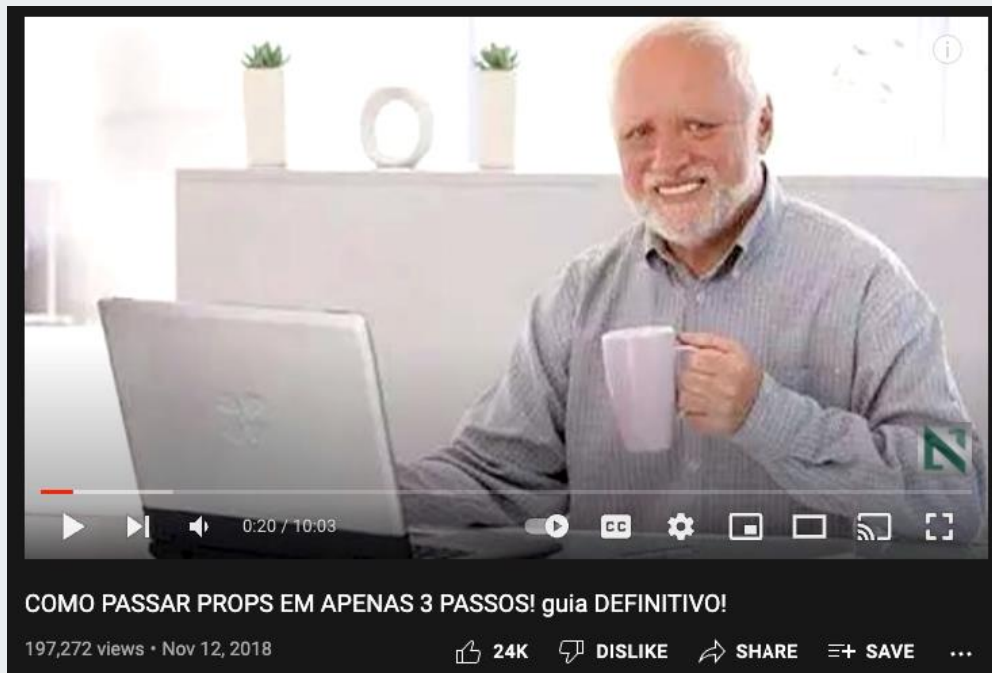 N
0:20 / 10:03
CC
COMO PASSAR PROPS EM APENAS 3 PASSOS! guia DEFINITIVO!
197,272 views • Nov 12, 2018
24K DISLIKE SHARE SAVE